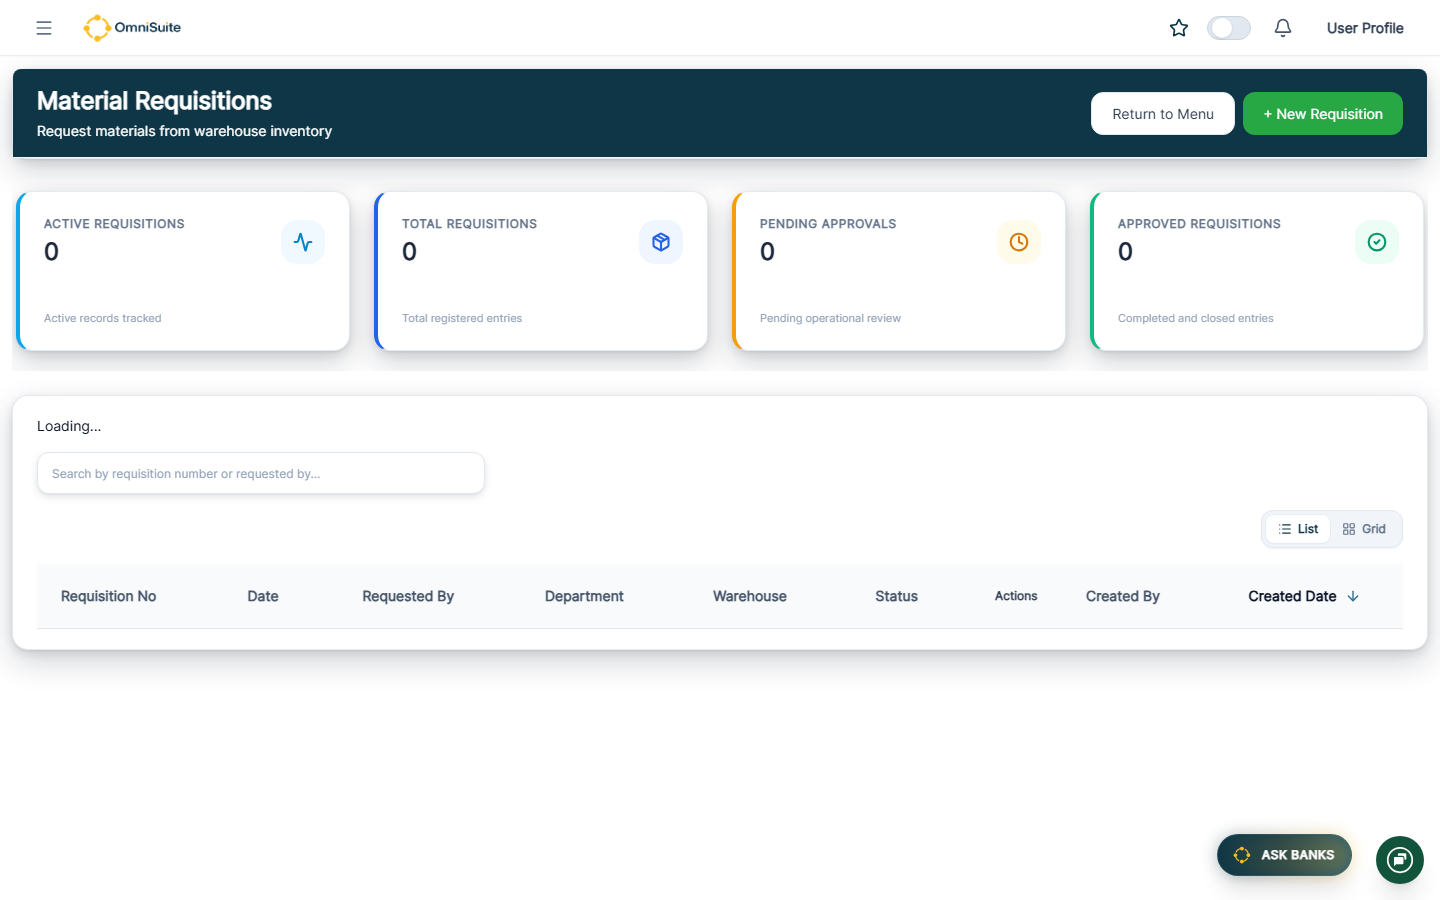 OmniSuite
User Profile
Material Requisitions
Request materials from warehouse inventory
Return to Menu
+ New Requisition
ACTIVE REQUISITIONS
0
Active records tracked
TOTAL REQUISITIONS
0
Total registered entries
PENDING APPROVALS
0
Pending operational review
APPROVED REQUISITIONS
0
Completed and closed entries
Loading...
Search by requisition number or requested by...
List
Grid
Requisition No Date Requested By Department Warehouse Status Actions Created By Created Date
ASK BANKS